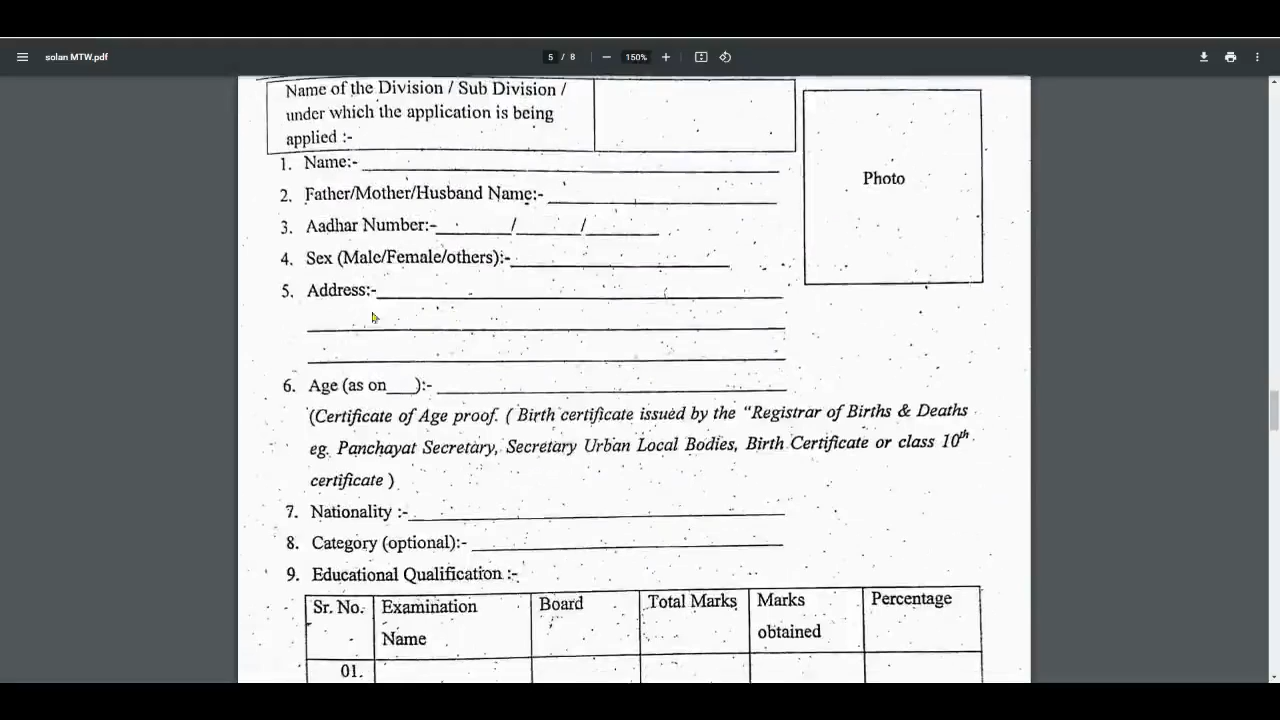 solan MTW.pdf
5 / 8
150%
Name of the Division / Sub Division /
under which the application is being
applied :-
Photo
1. Name:-
2. Father/Mother/Husband Name:-
3. Aadhar Number:- / /
4. Sex (Male/Female/others):-
5. Address:-
6. Age (as on___):-
(Certificate of Age proof. ( Birth certificate issued by the “Registrar of Births & Deaths
eg. Panchayat Secretary, Secretary Urban Local Bodies, Birth Certificate or class 10th
certificate )
7. Nationality :-
8. Category (optional):-
9. Educational Qualification :-
Sr. No. Examination Name Board Total Marks Marks obtained Percentage
01.